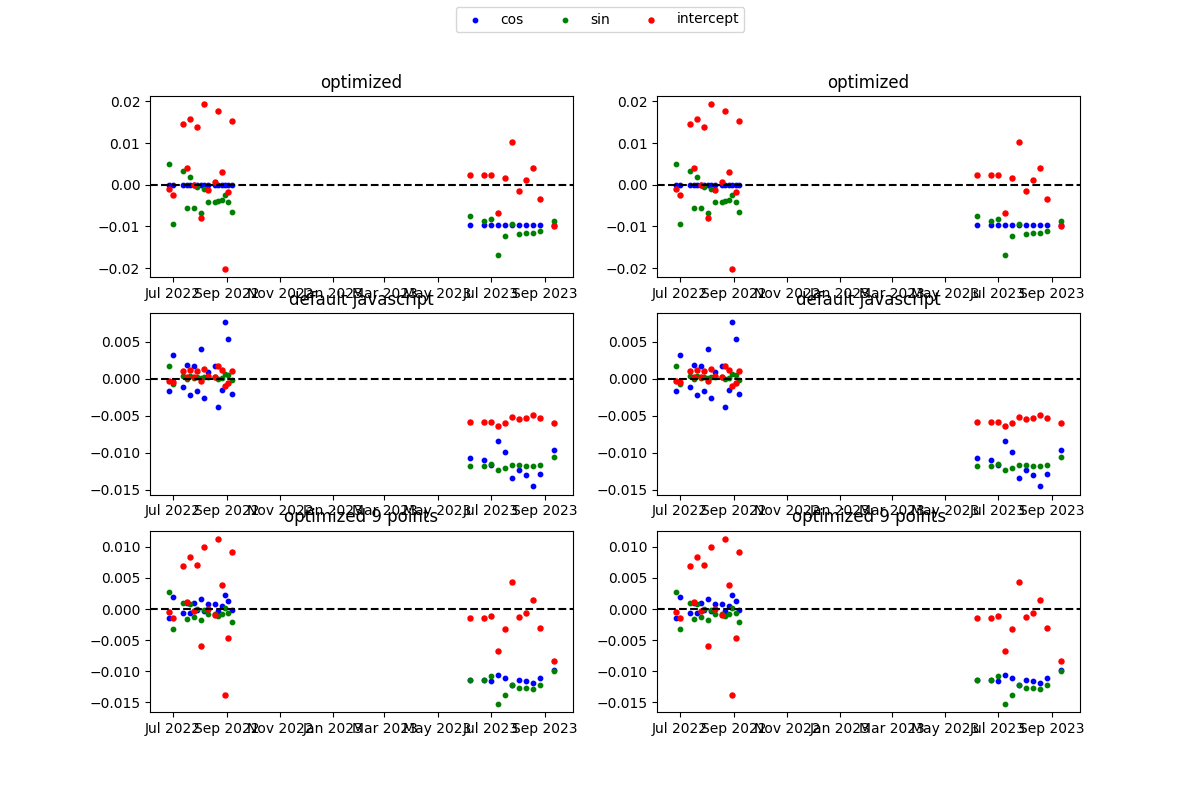 cos sin intercept
optimized optimized
0.02 0.02
0.01 0.01
0.00 0.00
−0.01 −0.01
−0.02 −0.02
Jul 2022 Sep 2022 Nov 2022 Jan 2023 Mar 2023 May 2023 Jul 2023 Sep 2023 Jul 2022 Sep 2022 Nov 2022 Jan 2023 Mar 2023 May 2023 Jul 2023 Sep 2023
default javascript default javascript
0.005 0.005
0.000 0.000
−0.005 −0.005
−0.010 −0.010
−0.015 −0.015
Jul 2022 Sep 2022 Nov 2022 Jan 2023 Mar 2023 May 2023 Jul 2023 Sep 2023 Jul 2022 Sep 2022 Nov 2022 Jan 2023 Mar 2023 May 2023 Jul 2023 Sep 2023
optimized 9 points optimized 9 points
0.010 0.010
0.005 0.005
0.000 0.000
−0.005 −0.005
−0.010 −0.010
−0.015 −0.015
Jul 2022 Sep 2022 Nov 2022 Jan 2023 Mar 2023 May 2023 Jul 2023 Sep 2023 Jul 2022 Sep 2022 Nov 2022 Jan 2023 Mar 2023 May 2023 Jul 2023 Sep 2023